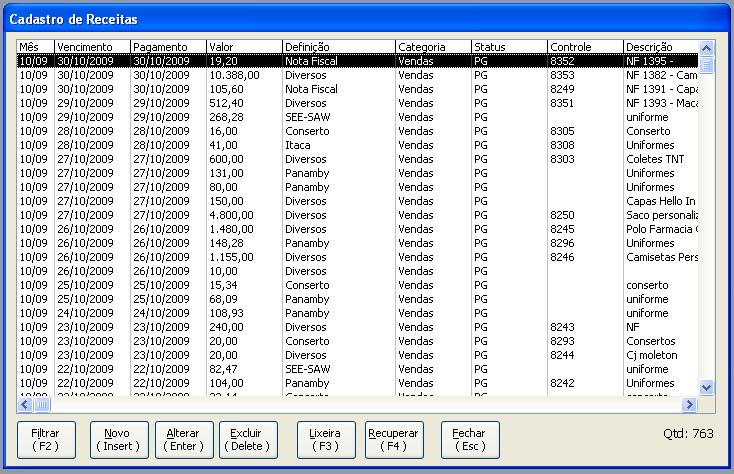 Cadastro de Receitas
Mês Vencimento Pagamento Valor Definição Categoria Status Controle Descrição
10/09 30/10/2009 30/10/2009 19,20 Nota Fiscal Vendas PG 8352 NF 1395 -
10/09 30/10/2009 30/10/2009 10.388,00 Diversos Vendas PG 8353 NF 1382 - Cam
10/09 30/10/2009 30/10/2009 105,60 Nota Fiscal Vendas PG 8249 NF 1391 - Capa
10/09 29/10/2009 29/10/2009 512,40 Diversos Vendas PG 8351 NF 1393 - Maca
10/09 29/10/2009 29/10/2009 268,28 SEE-SAW Vendas PG uniforme
10/09 28/10/2009 28/10/2009 16,00 Conserto Vendas PG 8305 Conserto
10/09 28/10/2009 28/10/2009 41,00 Itaca Vendas PG 8308 Uniformes
10/09 27/10/2009 27/10/2009 600,00 Diversos Vendas PG 8303 Coletes TNT
10/09 27/10/2009 27/10/2009 131,00 Panamby Vendas PG Uniformes
10/09 27/10/2009 27/10/2009 80,00 Panamby Vendas PG Uniformes
10/09 27/10/2009 27/10/2009 150,00 Diversos Vendas PG Capas Hello In
10/09 27/10/2009 27/10/2009 4.800,00 Diversos Vendas PG 8250 Saco personaliz
10/09 26/10/2009 26/10/2009 1.480,00 Diversos Vendas PG 8245 Polo Farmacia
10/09 26/10/2009 26/10/2009 148,28 Panamby Vendas PG 8296 Uniformes
10/09 26/10/2009 26/10/2009 1.155,00 Diversos Vendas PG 8246 Camisetas Pers
10/09 26/10/2009 26/10/2009 10,00 Diversos Vendas PG
10/09 25/10/2009 25/10/2009 15,34 Conserto Vendas PG conserto
10/09 25/10/2009 25/10/2009 68,09 Panamby Vendas PG uniforme
10/09 24/10/2009 24/10/2009 108,93 Panamby Vendas PG uniforme
10/09 23/10/2009 23/10/2009 240,00 Diversos Vendas PG 8243 NF
10/09 23/10/2009 23/10/2009 20,00 Conserto Vendas PG 8293 Consertos
10/09 23/10/2009 23/10/2009 20,00 Diversos Vendas PG 8244 Cj moleton
10/09 22/10/2009 22/10/2009 82,47 SEE-SAW Vendas PG uniforme
10/09 22/10/2009 22/10/2009 104,00 Panamby Vendas PG 8242 Uniformes
Filtrar Novo Alterar Excluir Lixeira Recuperar Fechar Qtd: 763
( F2 ) ( Insert ) ( Enter ) ( Delete ) ( F3 ) ( F4 ) ( Esc )